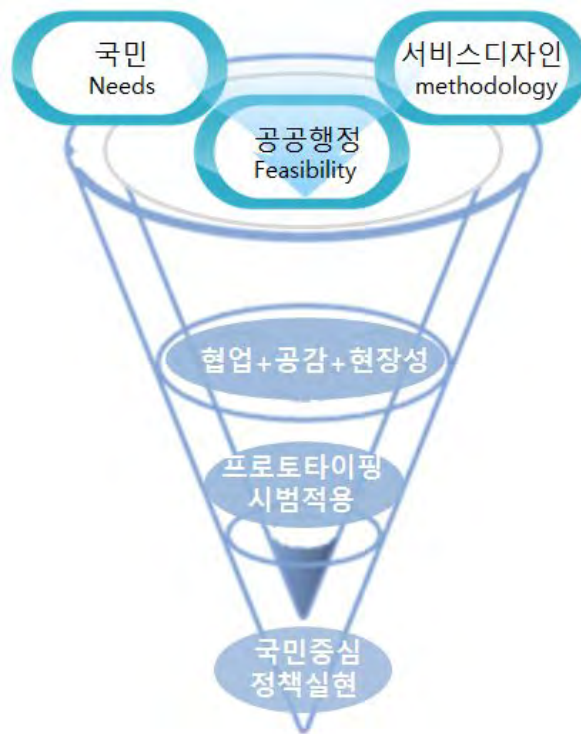 국민
Needs
서비스디자인
methodology
공공행정
Feasibility
협업+공감+현장성
프로토타이핑
시범적용
국민중심
정책실현